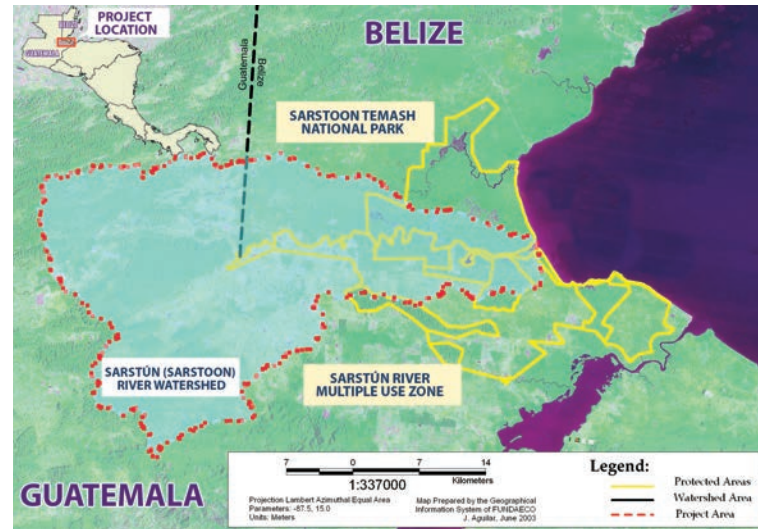 PROJECT
LOCATION
BELIZE
GUATEMALA
Guatemala
Belize
BELIZE
SARSTOON TEMASH
NATIONAL PARK
SARSTÚN (SARSTOON)
RIVER WATERSHED
SARSTÚN RIVER
MULTIPLE USE ZONE
GUATEMALA
7 0 7 14
1:337000 Kilometers
Projection Lambert Azimuthal Equal Area
Parameters: -87.5, 15.0
Units: Meters
Map Prepared by the Geographical
Information System of FUNDAECO
J. Aguilar, June 2003
Legend:
Protected Areas
Watershed Area
Project Area